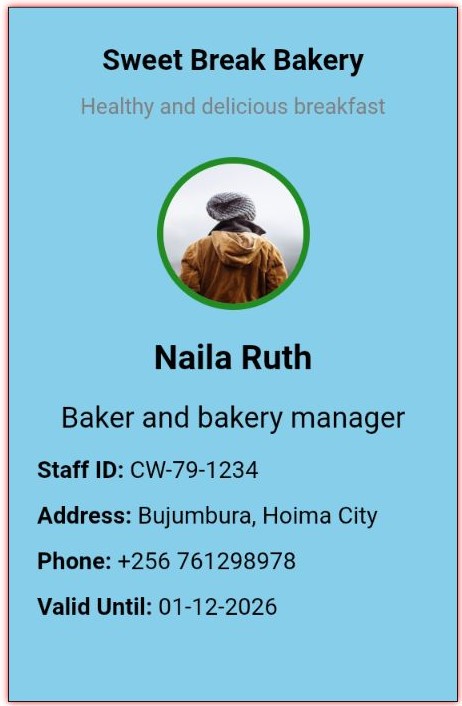 Sweet Break Bakery
Healthy and delicious breakfast
Naila Ruth
Baker and bakery manager
Staff ID: CW-79-1234
Address: Bujumbura, Hoima City
Phone: +256 761298978
Valid Until: 01-12-2026